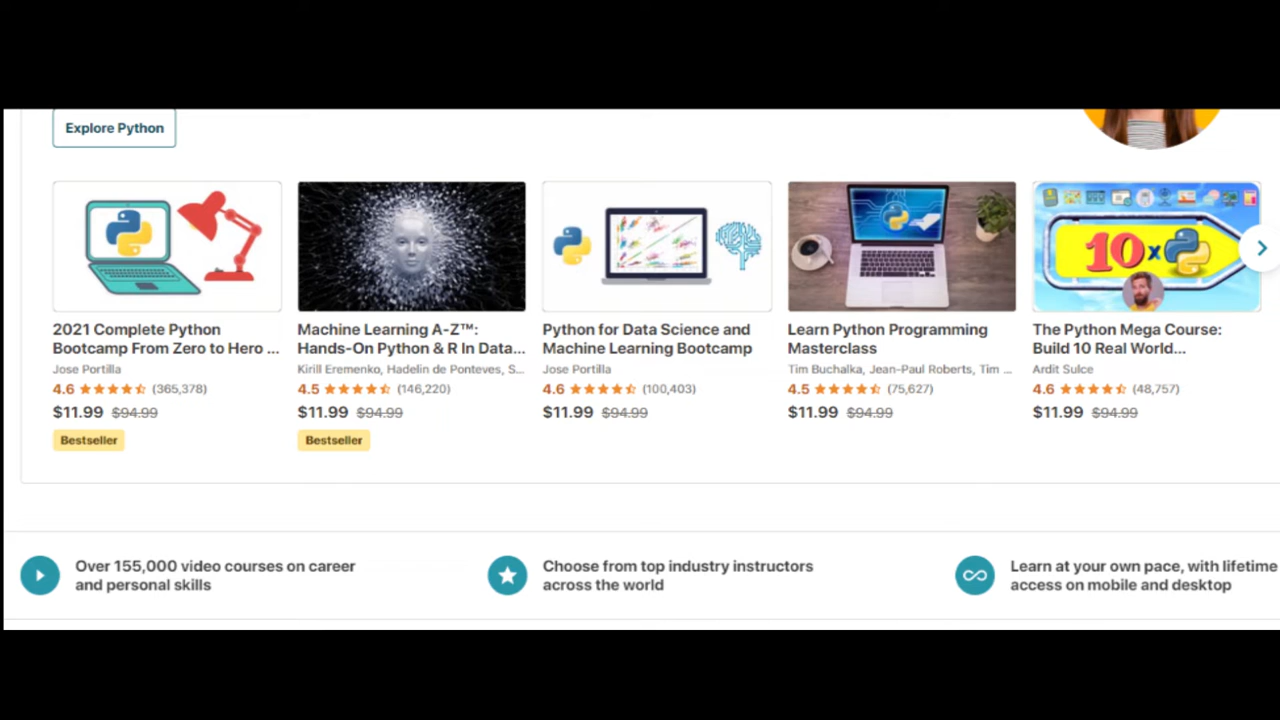 Explore Python
2021 Complete Python
Bootcamp From Zero to Hero ...
Jose Portilla
4.6 (365,378)
$11.99 $94.99
Bestseller
Machine Learning A-Z™:
Hands-On Python & R In Data...
Kirill Eremenko, Hadelin de Ponteves, S...
4.5 (146,220)
$11.99 $94.99
Bestseller
Python for Data Science and
Machine Learning Bootcamp
Jose Portilla
4.6 (100,403)
$11.99 $94.99
Learn Python Programming
Masterclass
Tim Buchalka, Jean-Paul Roberts, Tim ...
4.5 (75,627)
$11.99 $94.99
10x
The Python Mega Course:
Build 10 Real World...
Ardit Sulce
4.6 (48,757)
$11.99 $94.99
Over 155,000 video courses on career
and personal skills
Choose from top industry instructors
across the world
Learn at your own pace, with lifetime
access on mobile and desktop